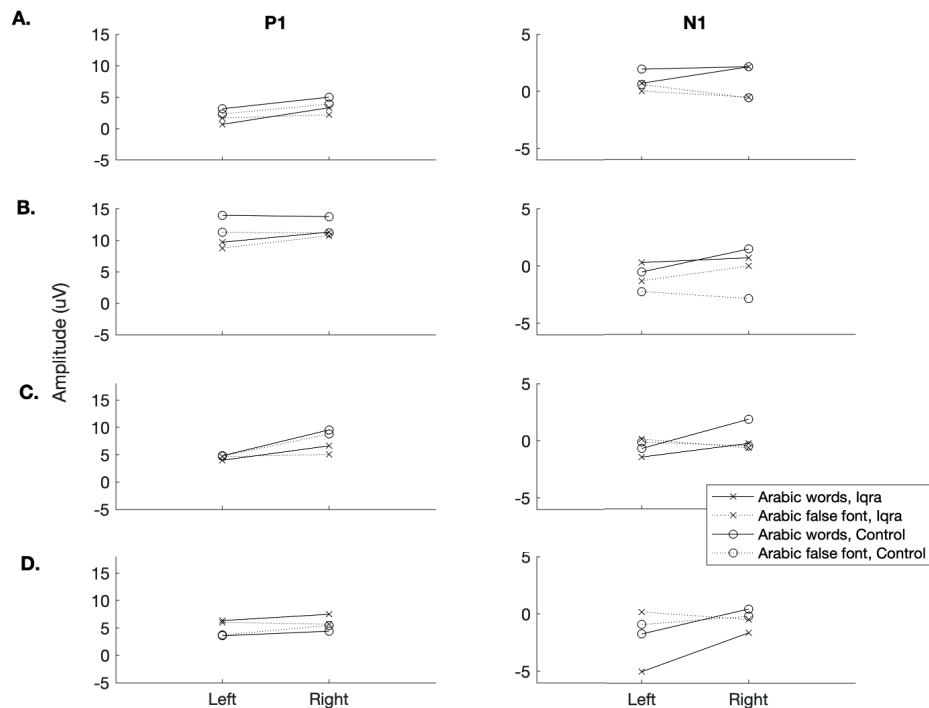 A.
P1
N1
15
10
5
0
-5
5
0
-5
B.
15
10
5
0
-5
5
0
-5
Amplitude (uV)
C.
15
10
5
0
-5
5
0
-5
Arabic words, Iqra
Arabic false font, Iqra
Arabic words, Control
Arabic false font, Control
D.
15
10
5
0
-5
Left
Right
0
-5
Left
Right